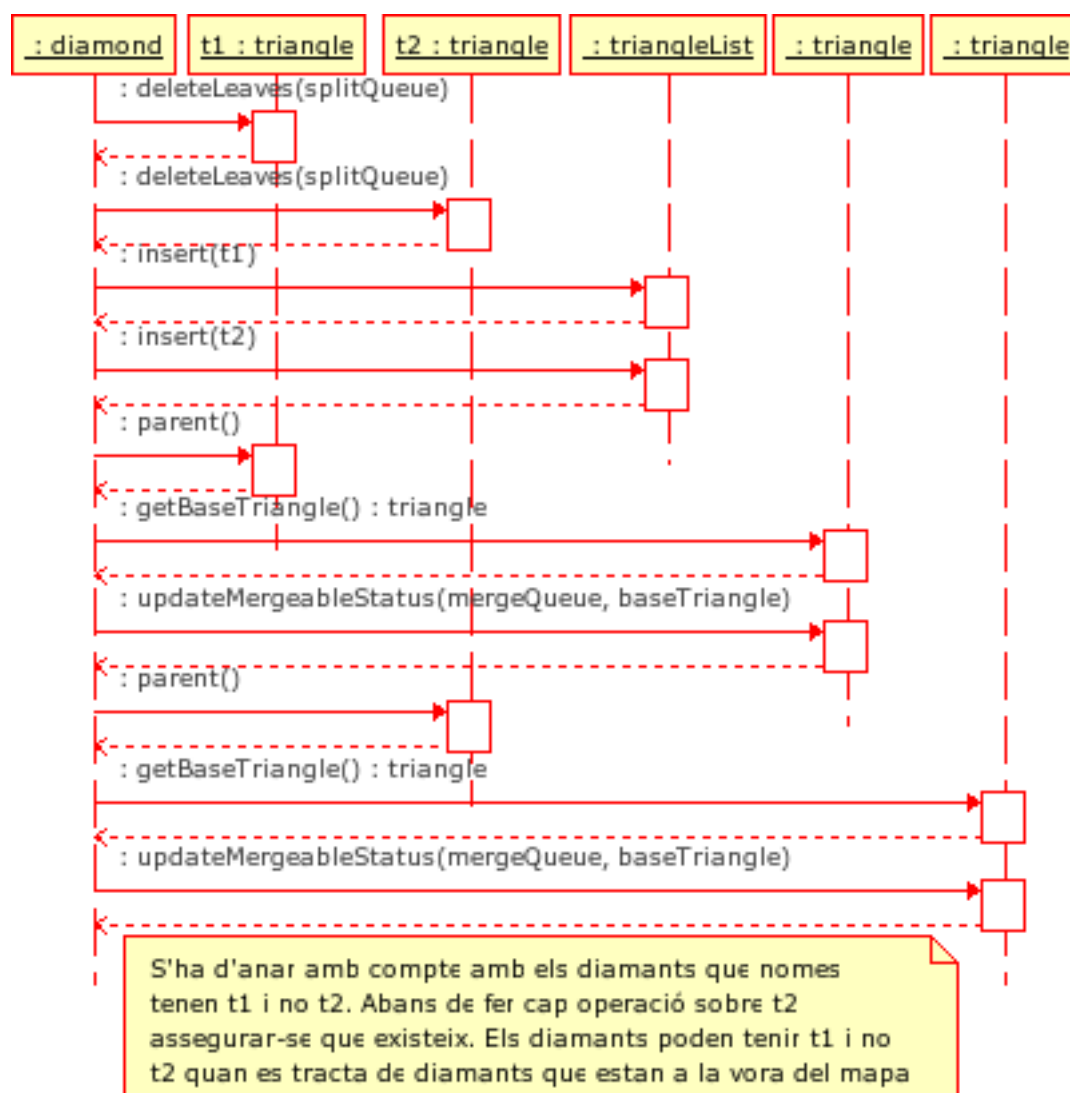 : diamond
t1 : triangle
t2 : triangle
: triangleList
: triangle
: triangle
: deleteLeaves(splitQueue)
: deleteLeaves(splitQueue)
: insert(t1)
: insert(t2)
: parent()
: getBaseTriangle() : triangle
: updateMergeableStatus(mergeQueue, baseTriangle)
: parent()
: getBaseTriangle() : triangle
: updateMergeableStatus(mergeQueue, baseTriangle)
S'ha d'anar amb compte amb els diamants que nomes
tenen t1 i no t2. Abans de fer cap operació sobre t2
assegurar-se que existeix. Els diamants poden tenir t1 i no
t2 quan es tracta de diamants que estan a la vora del mapa